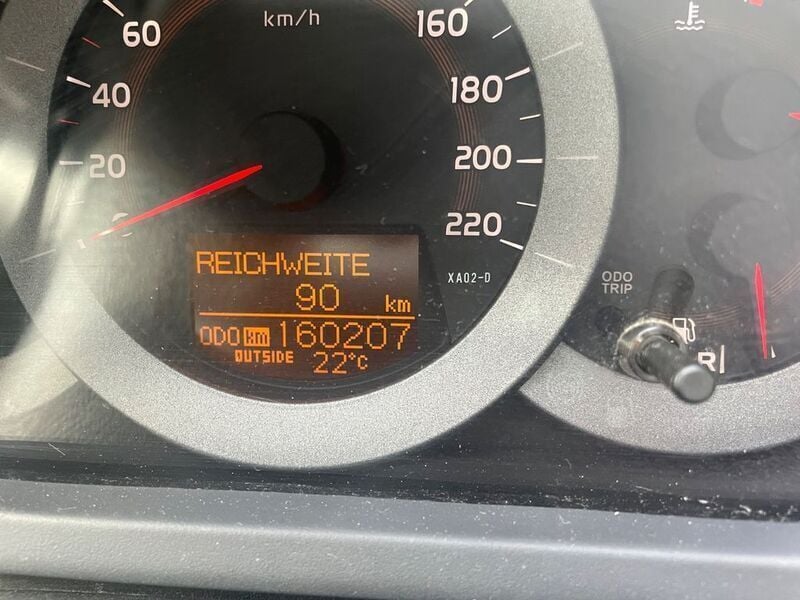 km/h
60
40
20
0
160
180
200
220
REICHWEITE
90 km
ODO km 160207
OUTSIDE 22°C
XA02-D
ODO
TRIP
R